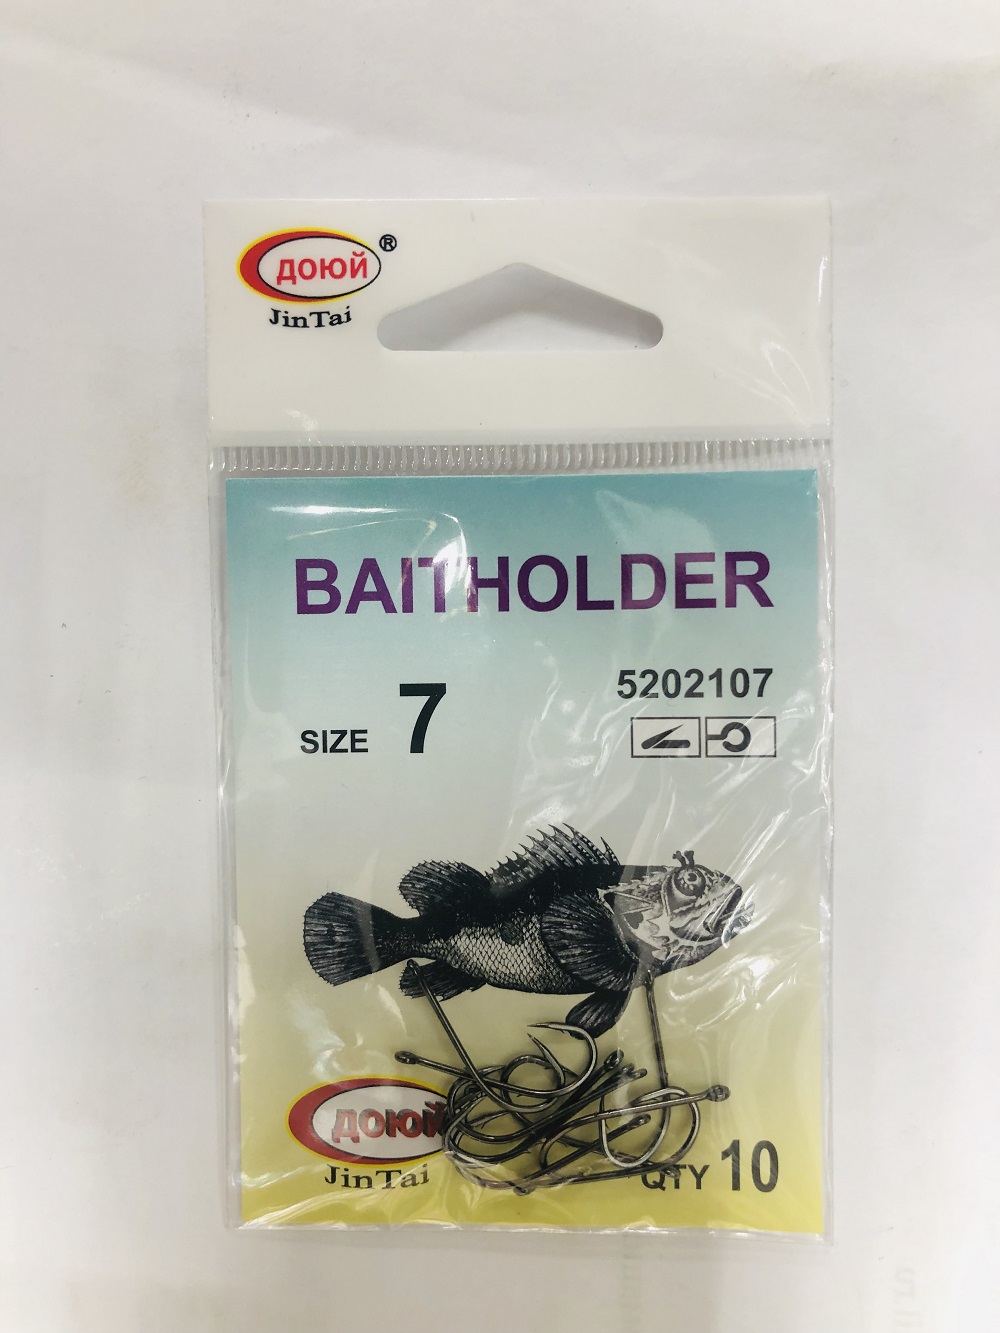 ДОЮЙ ®
JinTai
BAITHOLDER
5202107
SIZE 7
ДОЮЙ
JinTai
QTY 10